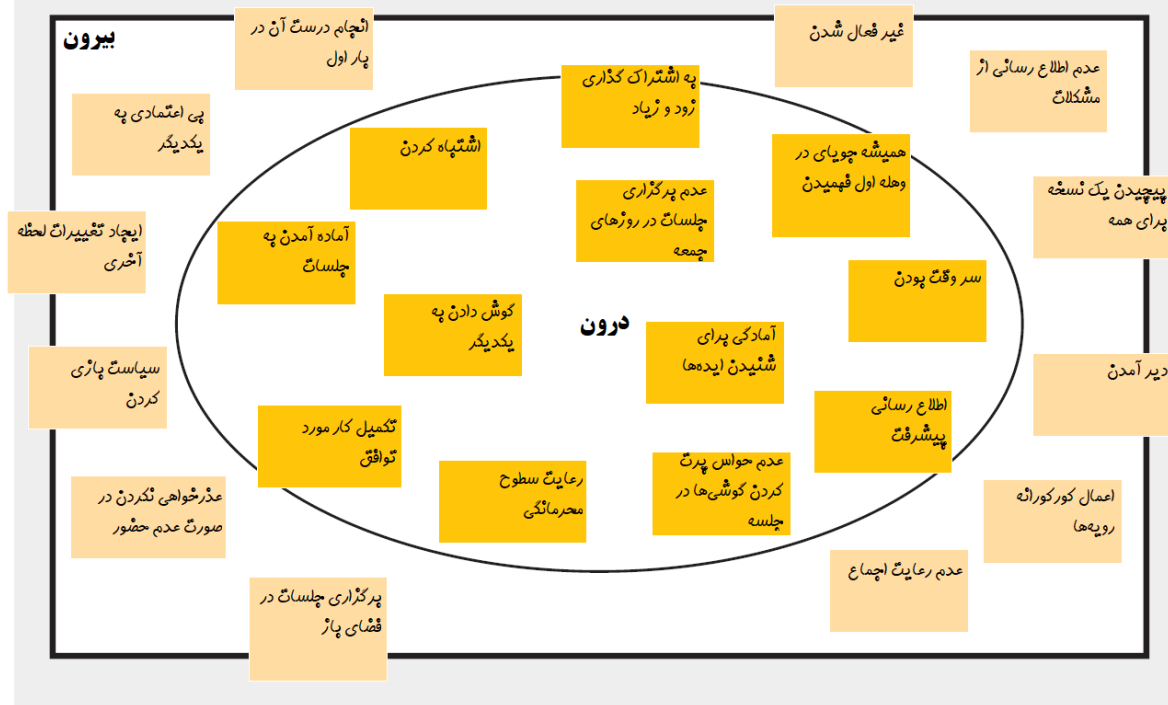 بیرون
انجام درست آن در
بار اول
غیر فعال شدن
عدم اطلاع رسانی از
مشکلات
بی اعتمادی به
یکدیگر
به اشتراک گذاری
زود و زیاد
اشتباه کردن
همیشه جویای در
وهله اول فهمیدن
پیچیدن یک نسخه
برای همه
عدم برگزاری
جلسات در روزهای
جمعه
ایجاد تغییرات لحظه
آخری
آماده آمدن به
جلسات
سر وقت بودن
گوش دادن به
یکدیگر
درون
آمادگی برای
شنیدن ایده‌ها
سیاست بازی
کردن
دیر آمدن
اطلاع رسانی
پیشرفت
تکمیل کار مورد
توافق
رعایت سطوح
محرمانگی
عدم حواس پرت
کردن گوشی‌ها در
جلسه
عذرخواهی نکردن در
صورت عدم حضور
اعمال کورکورانه
رویه‌ها
عدم رعایت اجماع
برگزاری جلسات در
فضای باز